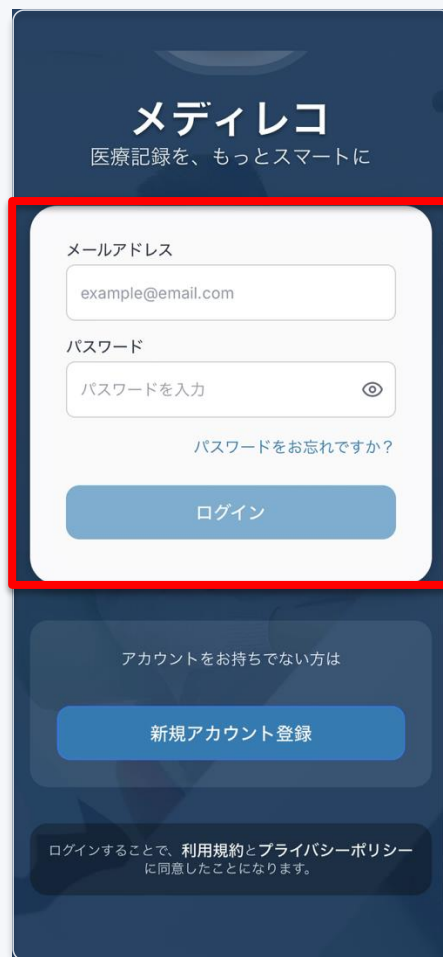 メディレコ
医療記録を、もっとスマートに
メールアドレス
example@email.com
パスワード
パスワードを入力
パスワードをお忘れですか？
ログイン
アカウントをお持ちでない方は
新規アカウント登録
ログインすることで、利用規約とプライバシーポリシー
に同意したことになります。